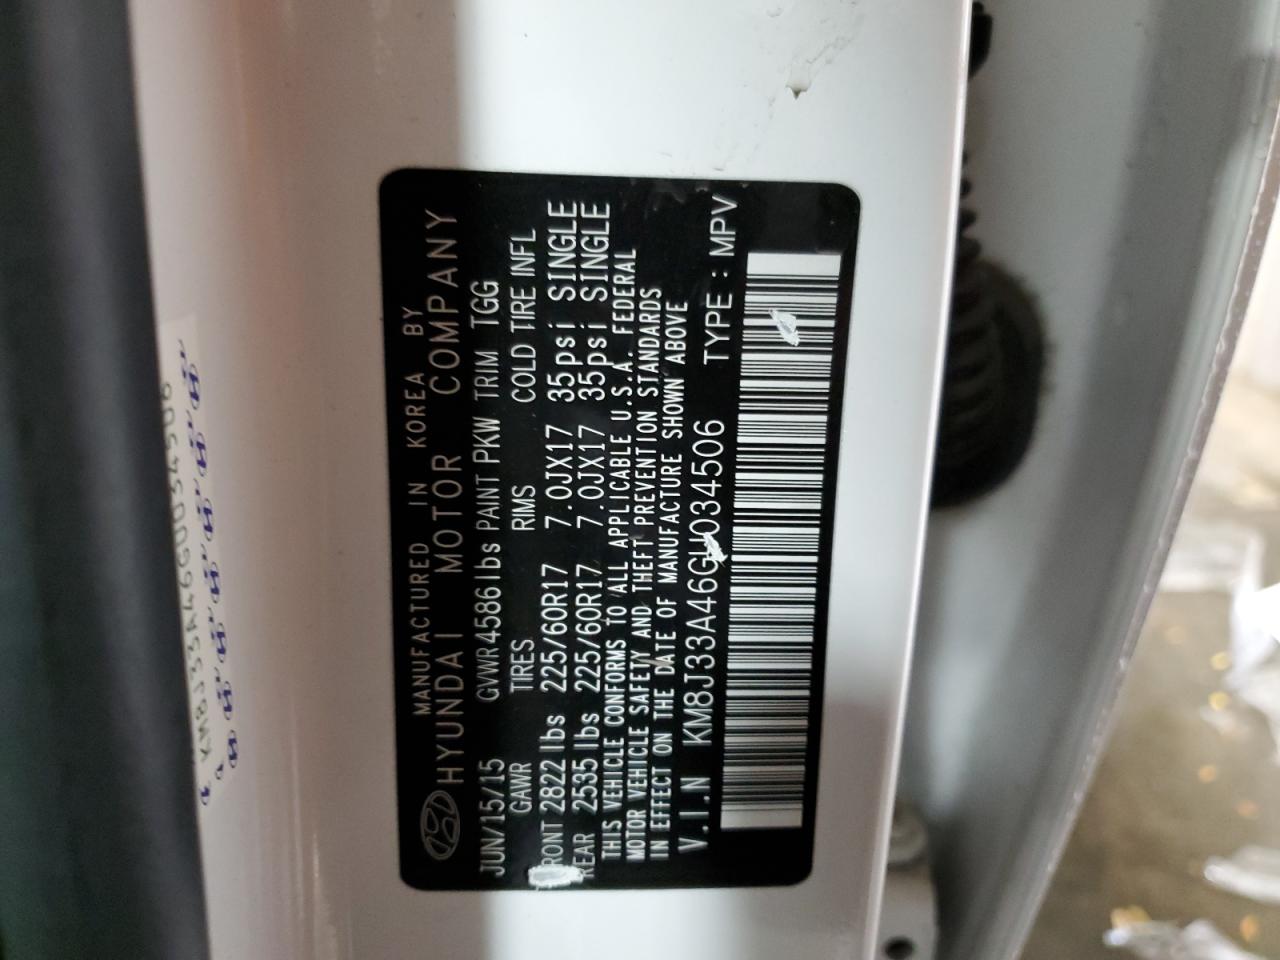 MANUFACTURED IN KOREA BY
HYUNDAI MOTOR COMPANY
JUN/15/15 GVWR 4586 lbs PAINT PKW TRIM TGG
GAWR TIRES RIMS COLD TIRE INFL
FRONT 2822 lbs 225/60R17 7.0JX17 35psi SINGLE
REAR 2535 lbs 225/60R17 7.0JX17 35psi SINGLE
THIS VEHICLE CONFORMS TO ALL APPLICABLE U.S.A. FEDERAL
MOTOR VEHICLE SAFETY AND THEFT PREVENTION STANDARDS
IN EFFECT ON THE DATE OF MANUFACTURE SHOWN ABOVE
V.I.N KM8J33A46GU034506 TYPE : MPV
KM8J33A46GU034506